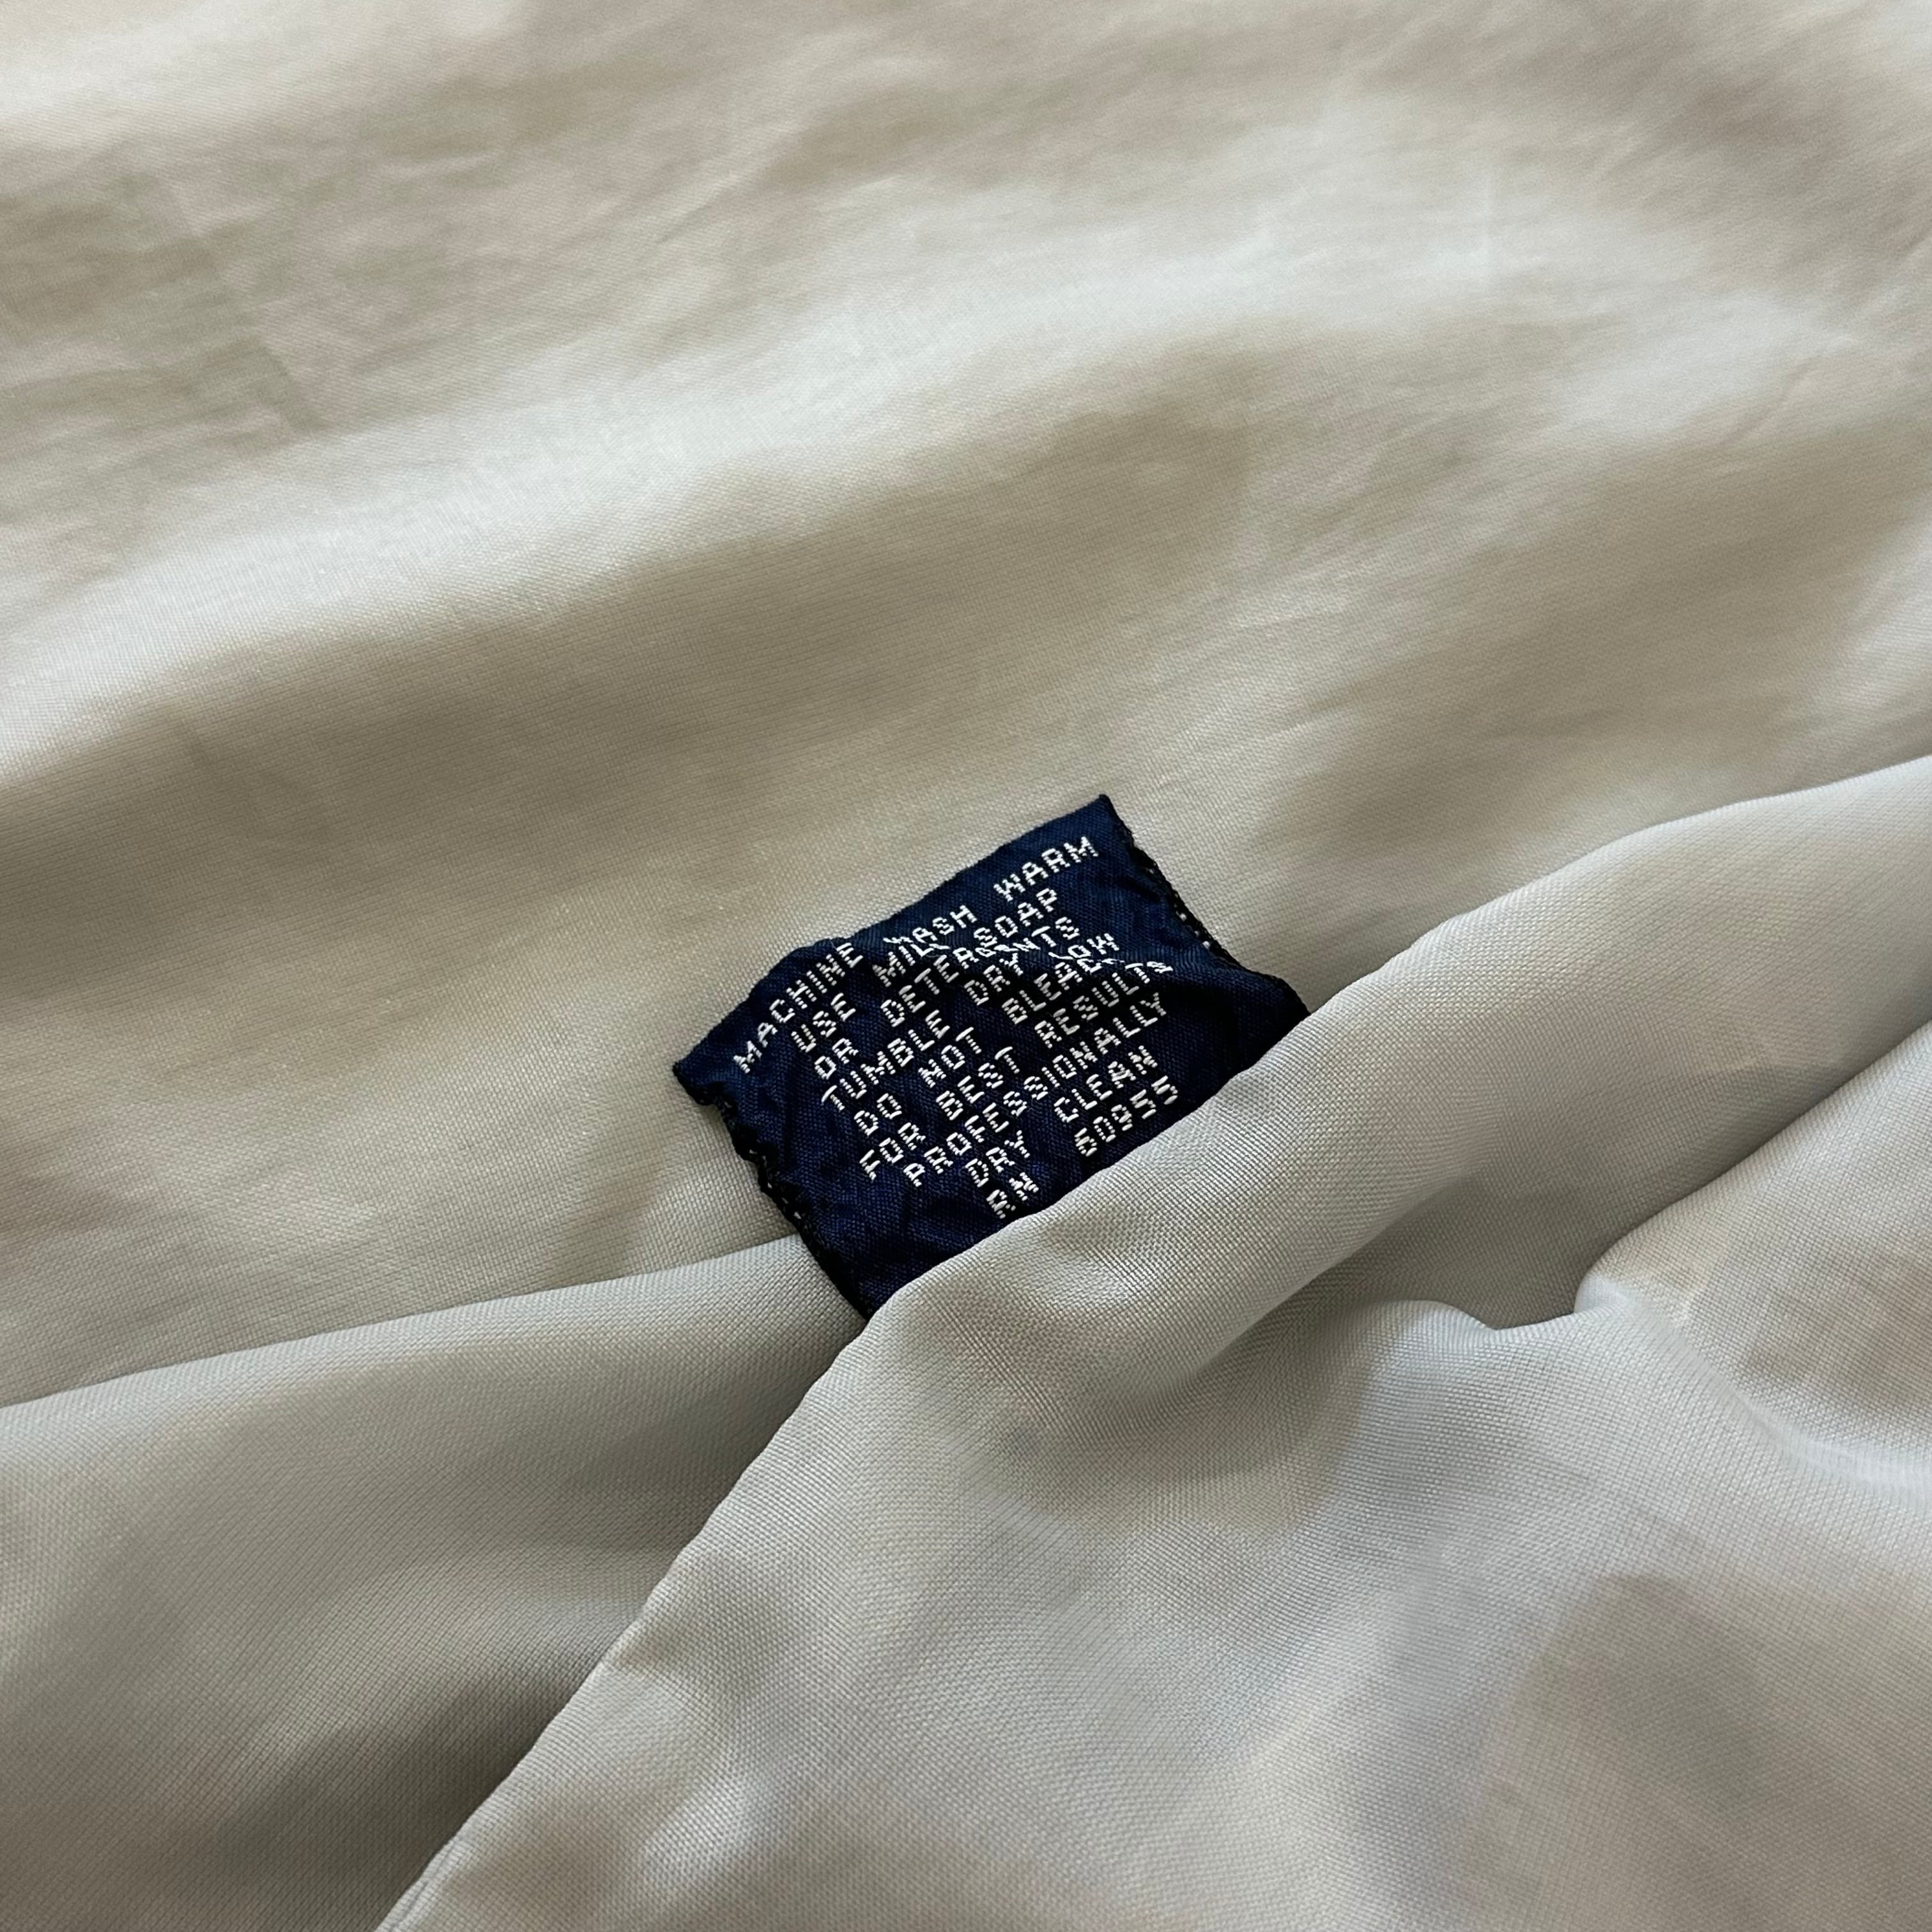 MACHINE WASH WARM
USE MILD SOAP
OR DETERGENTS
TUMBLE DRY LOW
DO NOT BLEACH
FOR BEST RESULTS
PROFESSIONALLY
DRY CLEAN
RN 60955